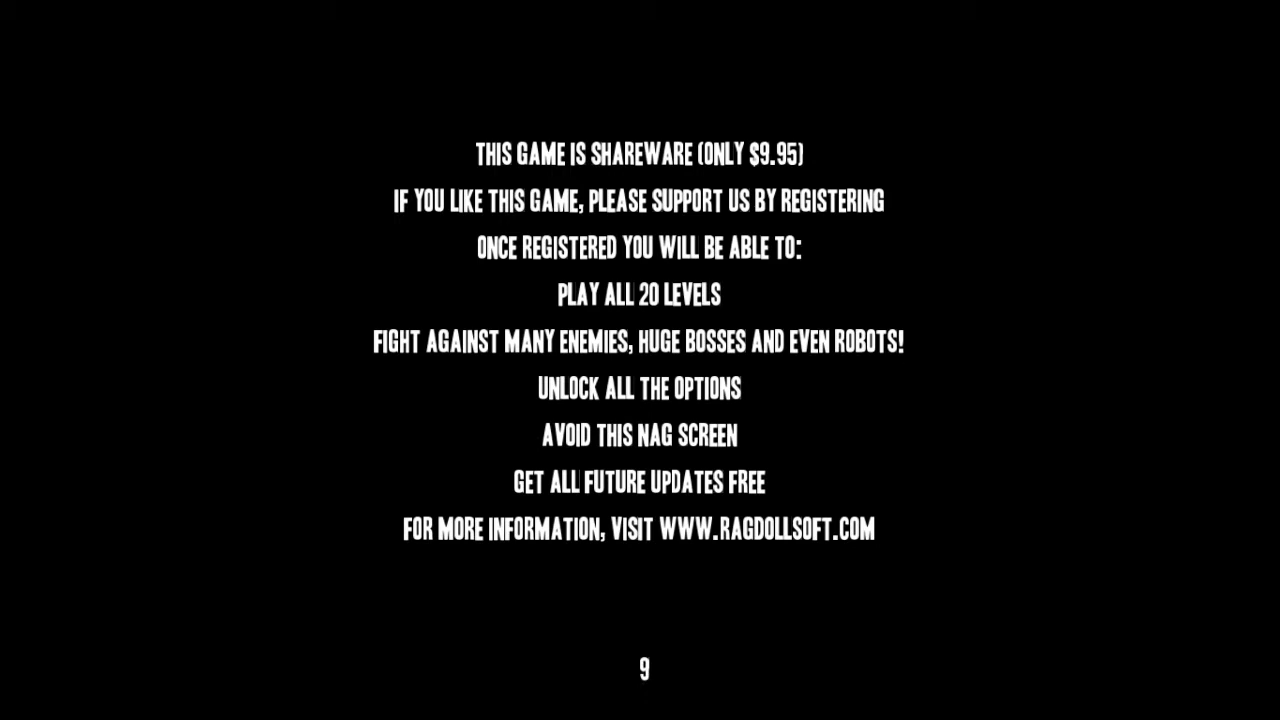 THIS GAME IS SHAREWARE (ONLY $9.95)
IF YOU LIKE THIS GAME, PLEASE SUPPORT US BY REGISTERING
ONCE REGISTERED YOU WILL BE ABLE TO:
PLAY ALL 20 LEVELS
FIGHT AGAINST MANY ENEMIES, HUGE BOSSES AND EVEN ROBOTS!
UNLOCK ALL THE OPTIONS
AVOID THIS NAG SCREEN
GET ALL FUTURE UPDATES FREE
FOR MORE INFORMATION, VISIT WWW.RAGDOLLSOFT.COM
9